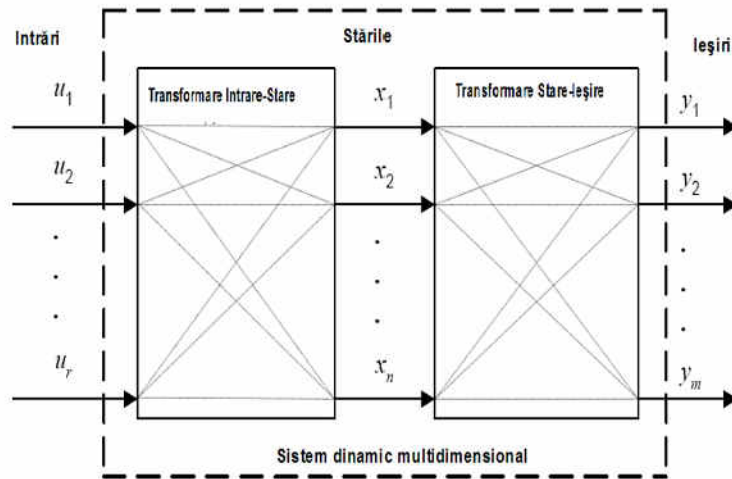 Intrări
Stările
Ieşiri
Transformare Intrare-Stare
Transformare Stare-Ieşire
u1
x1
y1
u2
x2
y2
ur
xn
ym
Sistem dinamic multidimensional